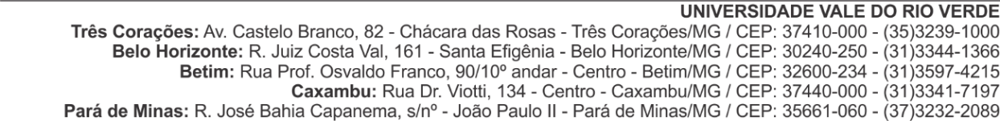 UNIVERSIDADE VALE DO RIO VERDE
Três Corações: Av. Castelo Branco, 82 - Chácara das Rosas - Três Corações/MG / CEP: 37410-000 - (35)3239-1000
Belo Horizonte: R. Juiz Costa Val, 161 - Santa Efigênia - Belo Horizonte/MG / CEP: 30240-250 - (31)3344-1366
Betim: Rua Prof. Osvaldo Franco, 90/10º andar - Centro - Betim/MG / CEP: 32600-234 - (31)3597-4215
Caxambu: Rua Dr. Viotti, 134 - Centro - Caxambu/MG / CEP: 37440-000 - (31)3341-7197
Pará de Minas: R. José Bahia Capanema, s/nº - João Paulo II - Pará de Minas/MG / CEP: 35661-060 - (37)3232-2089